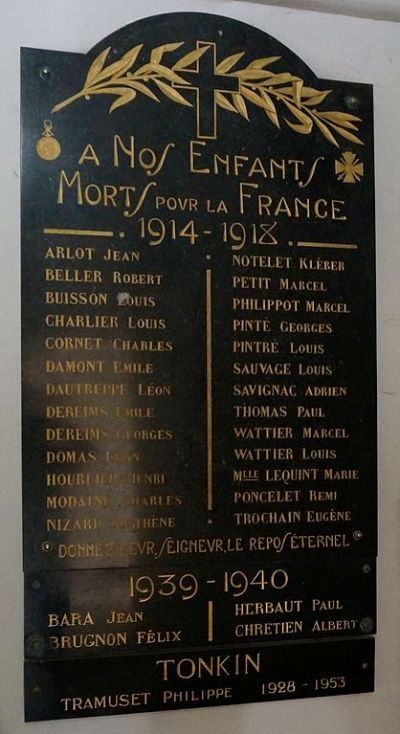 A Nos Enfants
Morts pour la France
1914 - 1918
ARLOT Jean
BELLER Robert
BUISSON Louis
CHARLIER Louis
CORNET Charles
DAMONT Emile
DAUTREPPE Léon
DEREIMS Emile
DEREIMS Georges
DOMAS
HOURLIER Henri
MODAINE Charles
NIZARD
NOTELET Kléber
PETIT Marcel
PHILIPPOT Marcel
PINTÉ Georges
PINTRÉ Louis
SAUVAGE Louis
SAVIGNAC Adrien
THOMAS Paul
WATTIER Marcel
WATTIER Louis
Mlle LEQUINT Marie
PONCELET Remi
TROCHAIN Eugène
DONNEZ LEUR, SEIGNEUR, LE REPOS ÉTERNEL
1939 - 1940
BARA Jean
BRUGNON Félix
HERBAUT Paul
CHRETIEN Albert
TONKIN
TRAMUSET Philippe 1928 - 1953